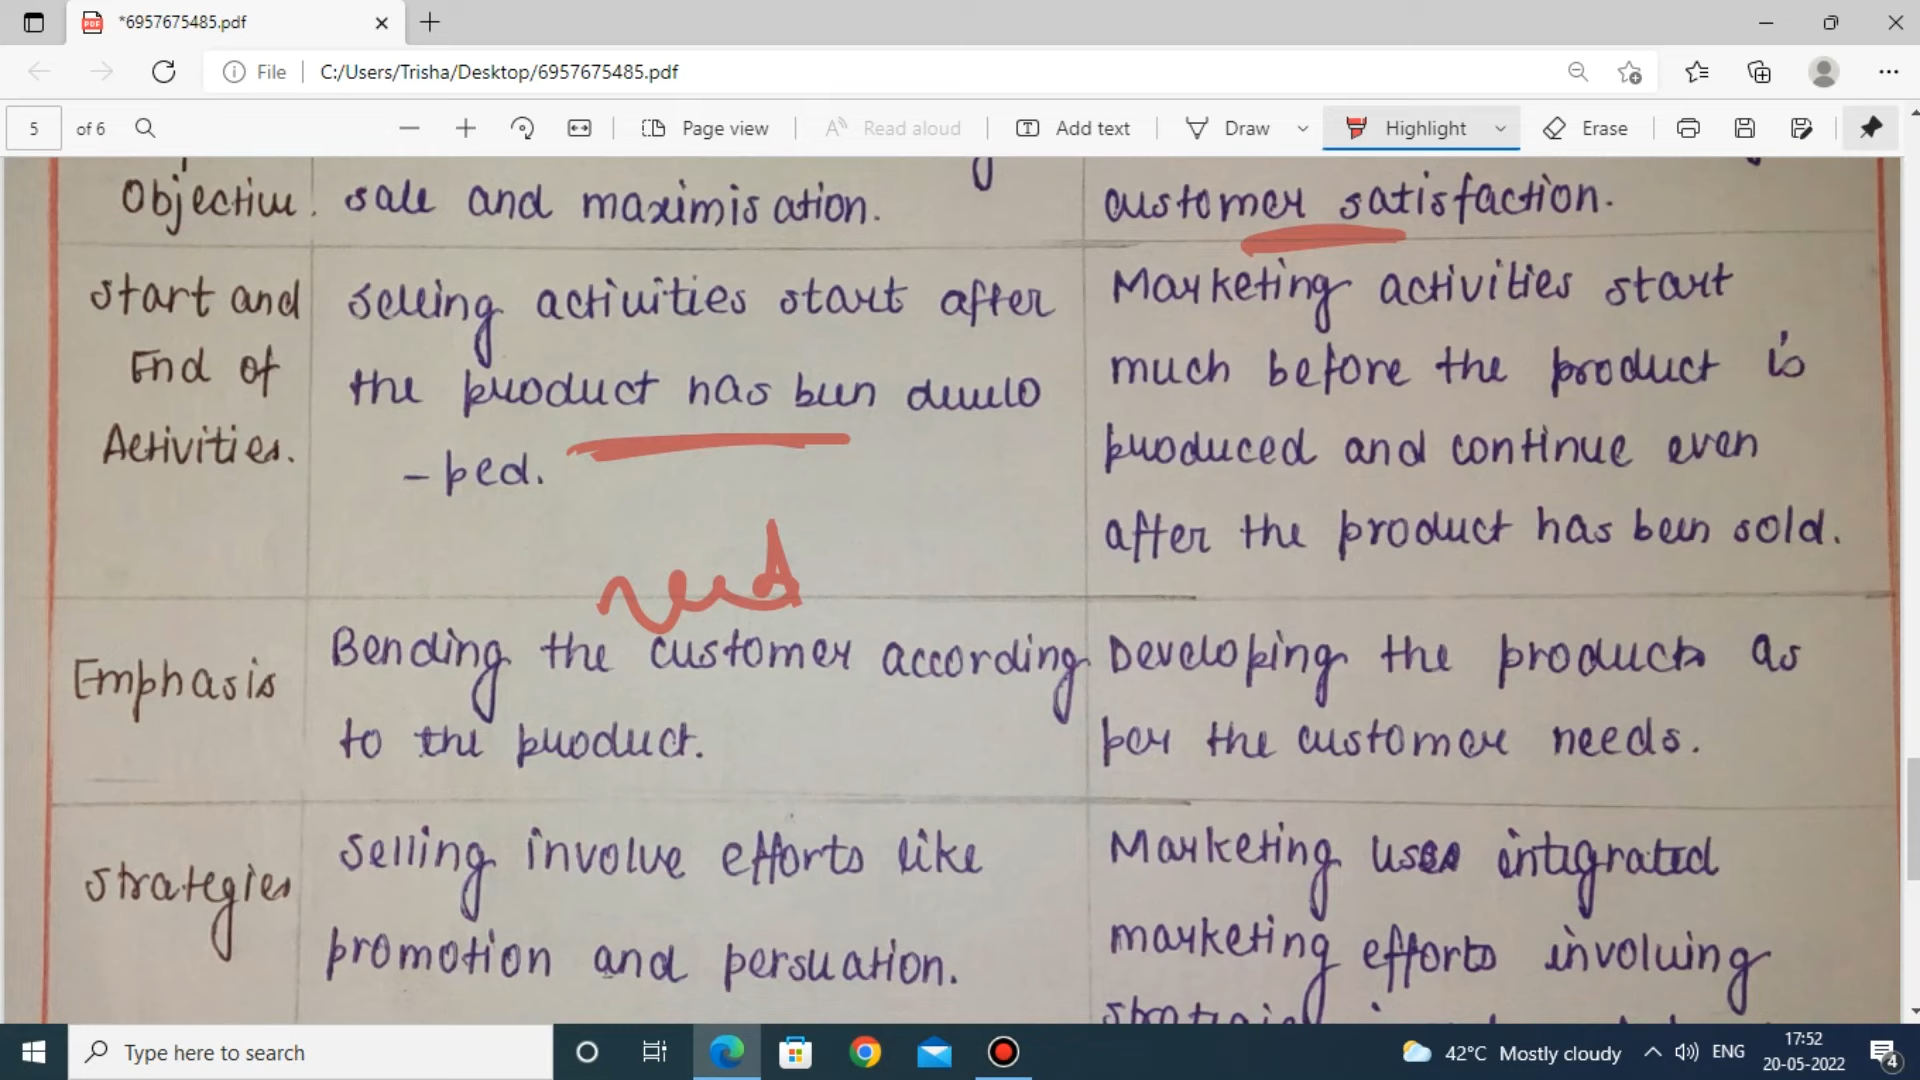 *6957675485.pdf
File C:/Users/Trisha/Desktop/6957675485.pdf
5 of 6 Page view Read aloud Add text Draw Highlight Erase
Objective. sale and maximisation.
customer satisfaction.
Start and
End of
Activities.
Selling activities start after
the product has been develo
-ped.
Marketing activities start
much before the product is
produced and continue even
after the product has been sold.
need
Emphasis
Bending the customer according
to the product.
Developing the products as
per the customer needs.
Strategies
Selling involve efforts like
promotion and persuation.
Marketing uses integrated
marketing efforts involving
Type here to search
42°C Mostly cloudy ENG
17:52
20-05-2022
4